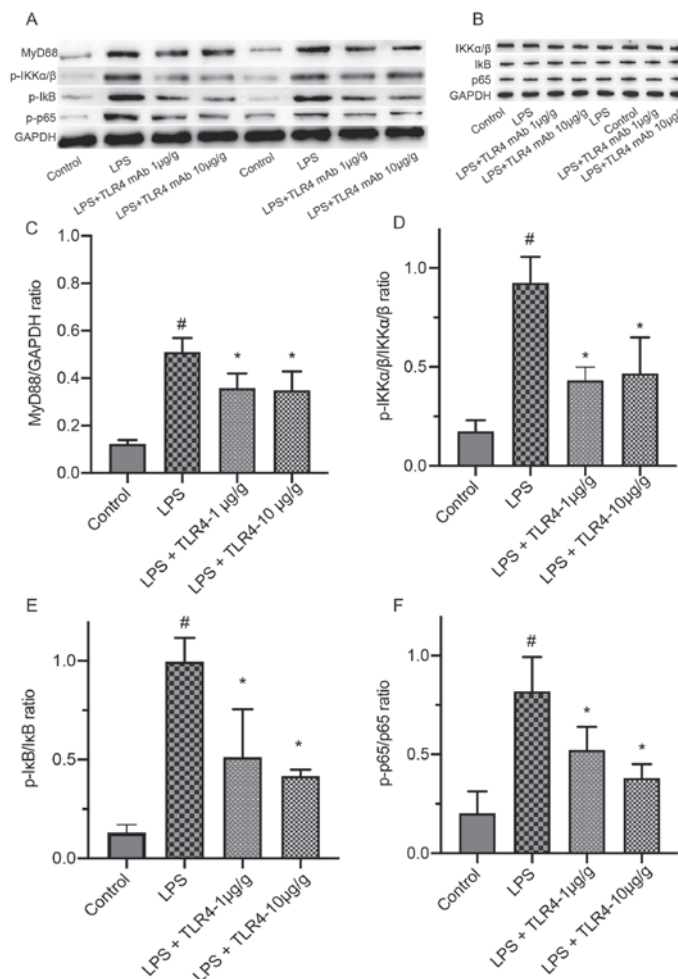 A
MyD88
p-IKKα/β
p-IkB
p-p65
GAPDH
Control
LPS
LPS+TLR4 mAb 1µg/g
LPS+TLR4 mAb 10µg/g
Control
LPS
LPS+TLR4 mAb 1µg/g
LPS+TLR4 mAb 10µg/g
B
IKKα/β
IkB
p65
GAPDH
Control
LPS
LPS+TLR4 mAb 1µg/g
LPS+TLR4 mAb 10µg/g
LPS
Control
LPS+TLR4 mAb 1µg/g
LPS+TLR4 mAb 10µg/g
C
MyD88/GAPDH ratio
1.0
0.8
0.6
0.4
0.2
0.0
#
*
*
Control
LPS
LPS + TLR4-1 µg/g
LPS + TLR4-10 µg/g
D
p-IKKα/β/IKKα/β ratio
1.0
0.5
0.0
#
*
*
Control
LPS
LPS + TLR4-1µg/g
LPS + TLR4-10µg/g
E
p-IκB/IκB ratio
1.0
0.5
0.0
#
*
*
Control
LPS
LPS + TLR4-1µg/g
LPS + TLR4-10µg/g
F
p-p65/p65 ratio
1.0
0.5
0.0
#
*
*
Control
LPS
LPS + TLR4-1µg/g
LPS + TLR4-10µg/g